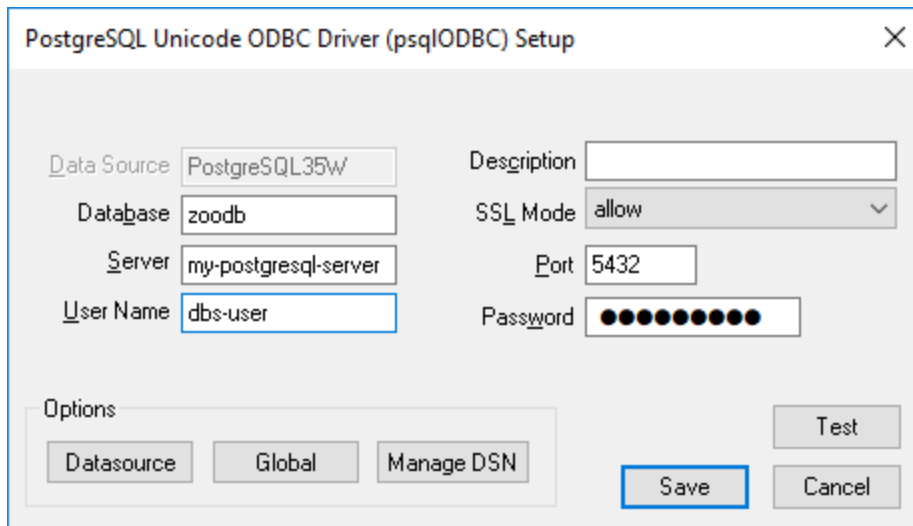 PostgreSQL Unicode ODBC Driver (psqlODBC) Setup
Data Source PostgreSQL35W
Description
Database zoodb
SSL Mode allow
Server my-postgresql-server
Port 5432
User Name dbs-user
Password ●●●●●●●●●
Options
Datasource Global Manage DSN
Test
Save Cancel